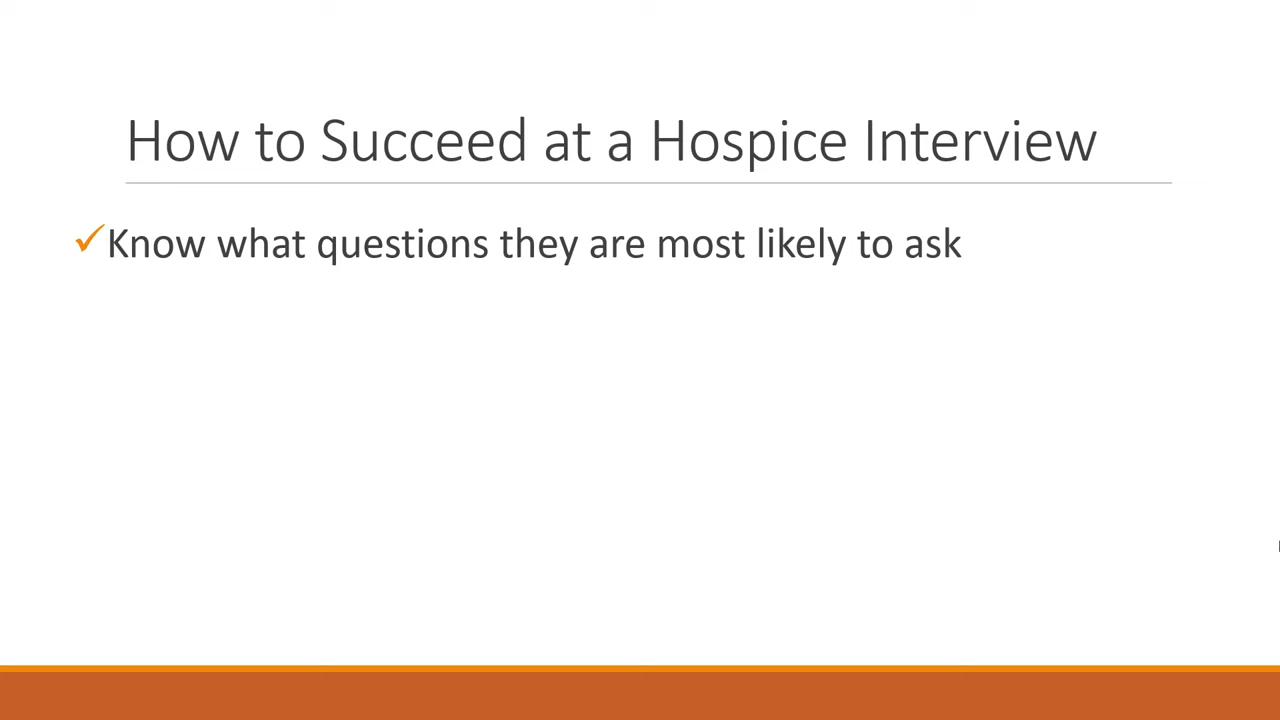 How to Succeed at a Hospice Interview
✓Know what questions they are most likely to ask